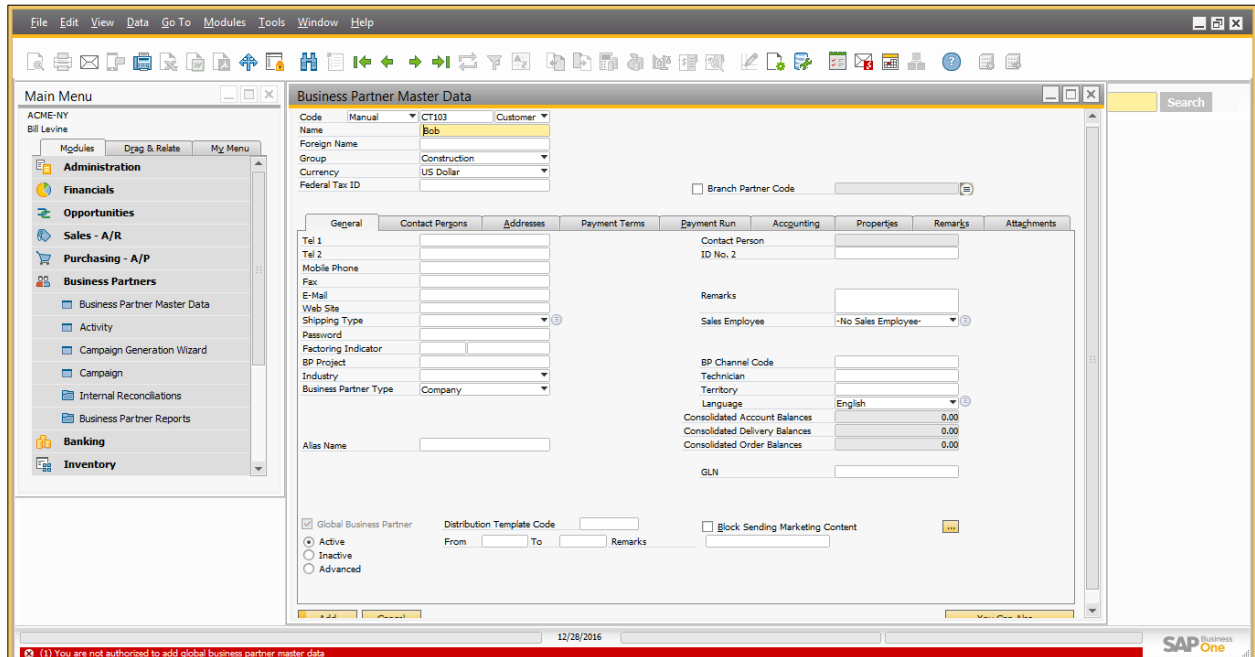 File Edit View Data Go To Modules Tools Window Help
Main Menu
ACME-NY
Bill Levine
Modules Drag & Relate My Menu
Administration
Financials
Opportunities
Sales - A/R
Purchasing - A/P
Business Partners
Business Partner Master Data
Activity
Campaign Generation Wizard
Campaign
Internal Reconciliations
Business Partner Reports
Banking
Inventory
Business Partner Master Data
Search
Code Manual CT103 Customer
Name Bob
Foreign Name
Group Construction
Currency US Dollar
Federal Tax ID
Branch Partner Code
General Contact Persons Addresses Payment Terms Payment Run Accounting Properties Remarks Attachments
Tel 1 Contact Person
Tel 2 ID No. 2
Mobile Phone
Fax
E-Mail Remarks
Web Site
Shipping Type Sales Employee -No Sales Employee-
Password
Factoring Indicator
BP Project BP Channel Code
Industry Technician
Business Partner Type Company Territory
Language English
Consolidated Account Balances 0.00
Consolidated Delivery Balances 0.00
Alias Name Consolidated Order Balances 0.00
GLN
Global Business Partner Distribution Template Code Block Sending Marketing Content ...
Active From To Remarks
Inactive
Advanced
Add Cancel You Can Also
12/28/2016
SAP Business One
(1) You are not authorized to add global business partner master data